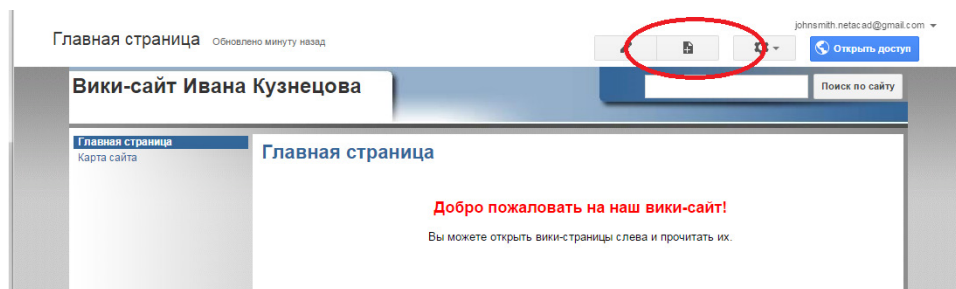 johnsmith.netacad@gmail.com
Главная страница Обновлено минуту назад
Открыть доступ
Вики-сайт Ивана Кузнецова
Поиск по сайту
Главная страница
Карта сайта
Главная страница
Добро пожаловать на наш вики-сайт!
Вы можете открыть вики-страницы слева и прочитать их.